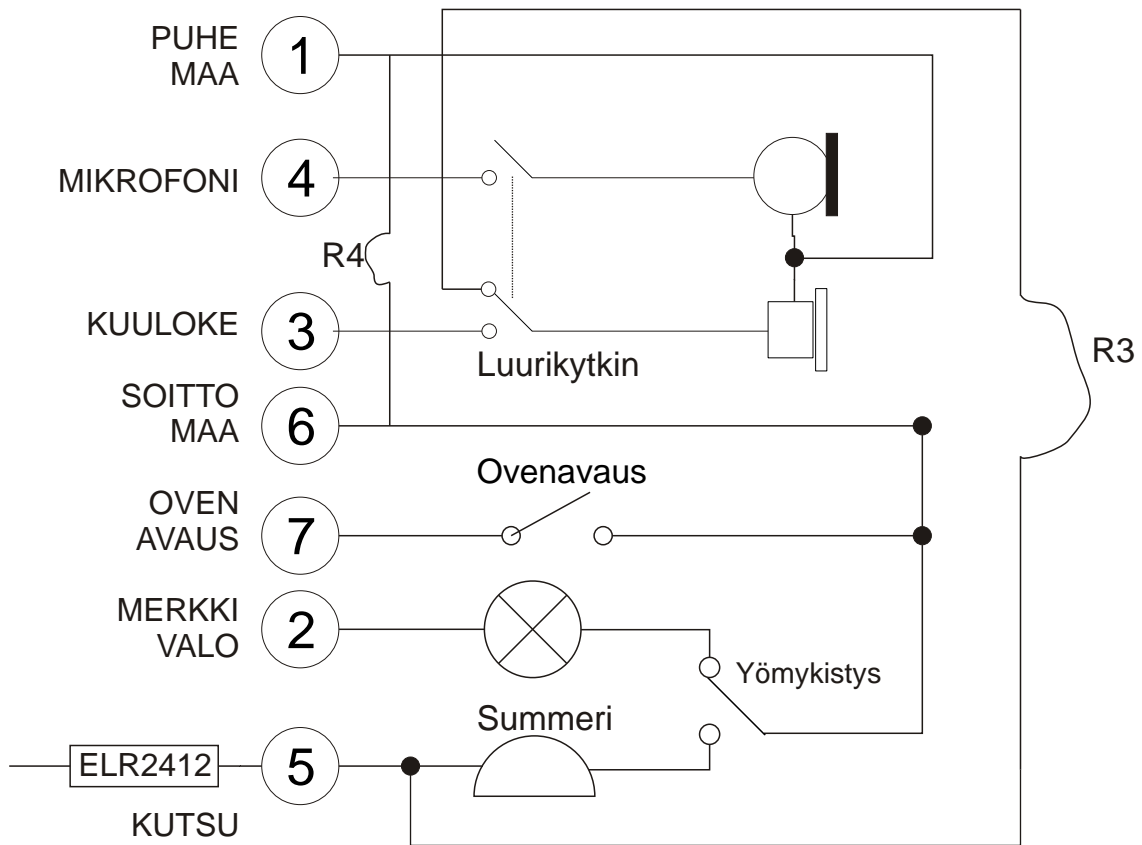 PUHE
MAA
1
MIKROFONI
4
R4
KUULOKE
3
Luurikytkin
R3
SOITTO
MAA
6
Ovenavaus
OVEN
AVAUS
7
MERKKI
VALO
2
Yömykistys
Summeri
ELR2412
5
KUTSU